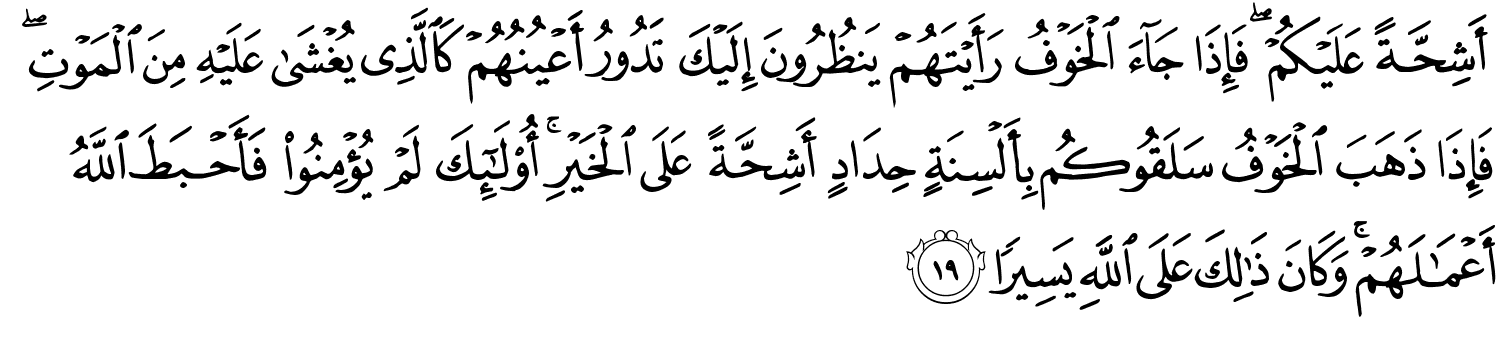 أَشِحَّةً عَلَيْكُمْ ۖ فَإِذَا جَآءَ ٱلْخَوْفُ رَأَيْتَهُمْ يَنظُرُونَ إِلَيْكَ تَدُورُ أَعْيُنُهُمْ كَٱلَّذِى يُغْشَىٰ عَلَيْهِ مِنَ ٱلْمَوْتِ ۖ
فَإِذَا ذَهَبَ ٱلْخَوْفُ سَلَقُوكُم بِأَلْسِنَةٍ حِدَادٍ أَشِحَّةً عَلَى ٱلْخَيْرِ ۚ أُو۟لَـٰٓئِكَ لَمْ يُؤْمِنُوا۟ فَأَحْبَطَ ٱللَّهُ
أَعْمَـٰلَهُمْ ۚ وَكَانَ ذَٰلِكَ عَلَى ٱللَّهِ يَسِيرًا ١٩